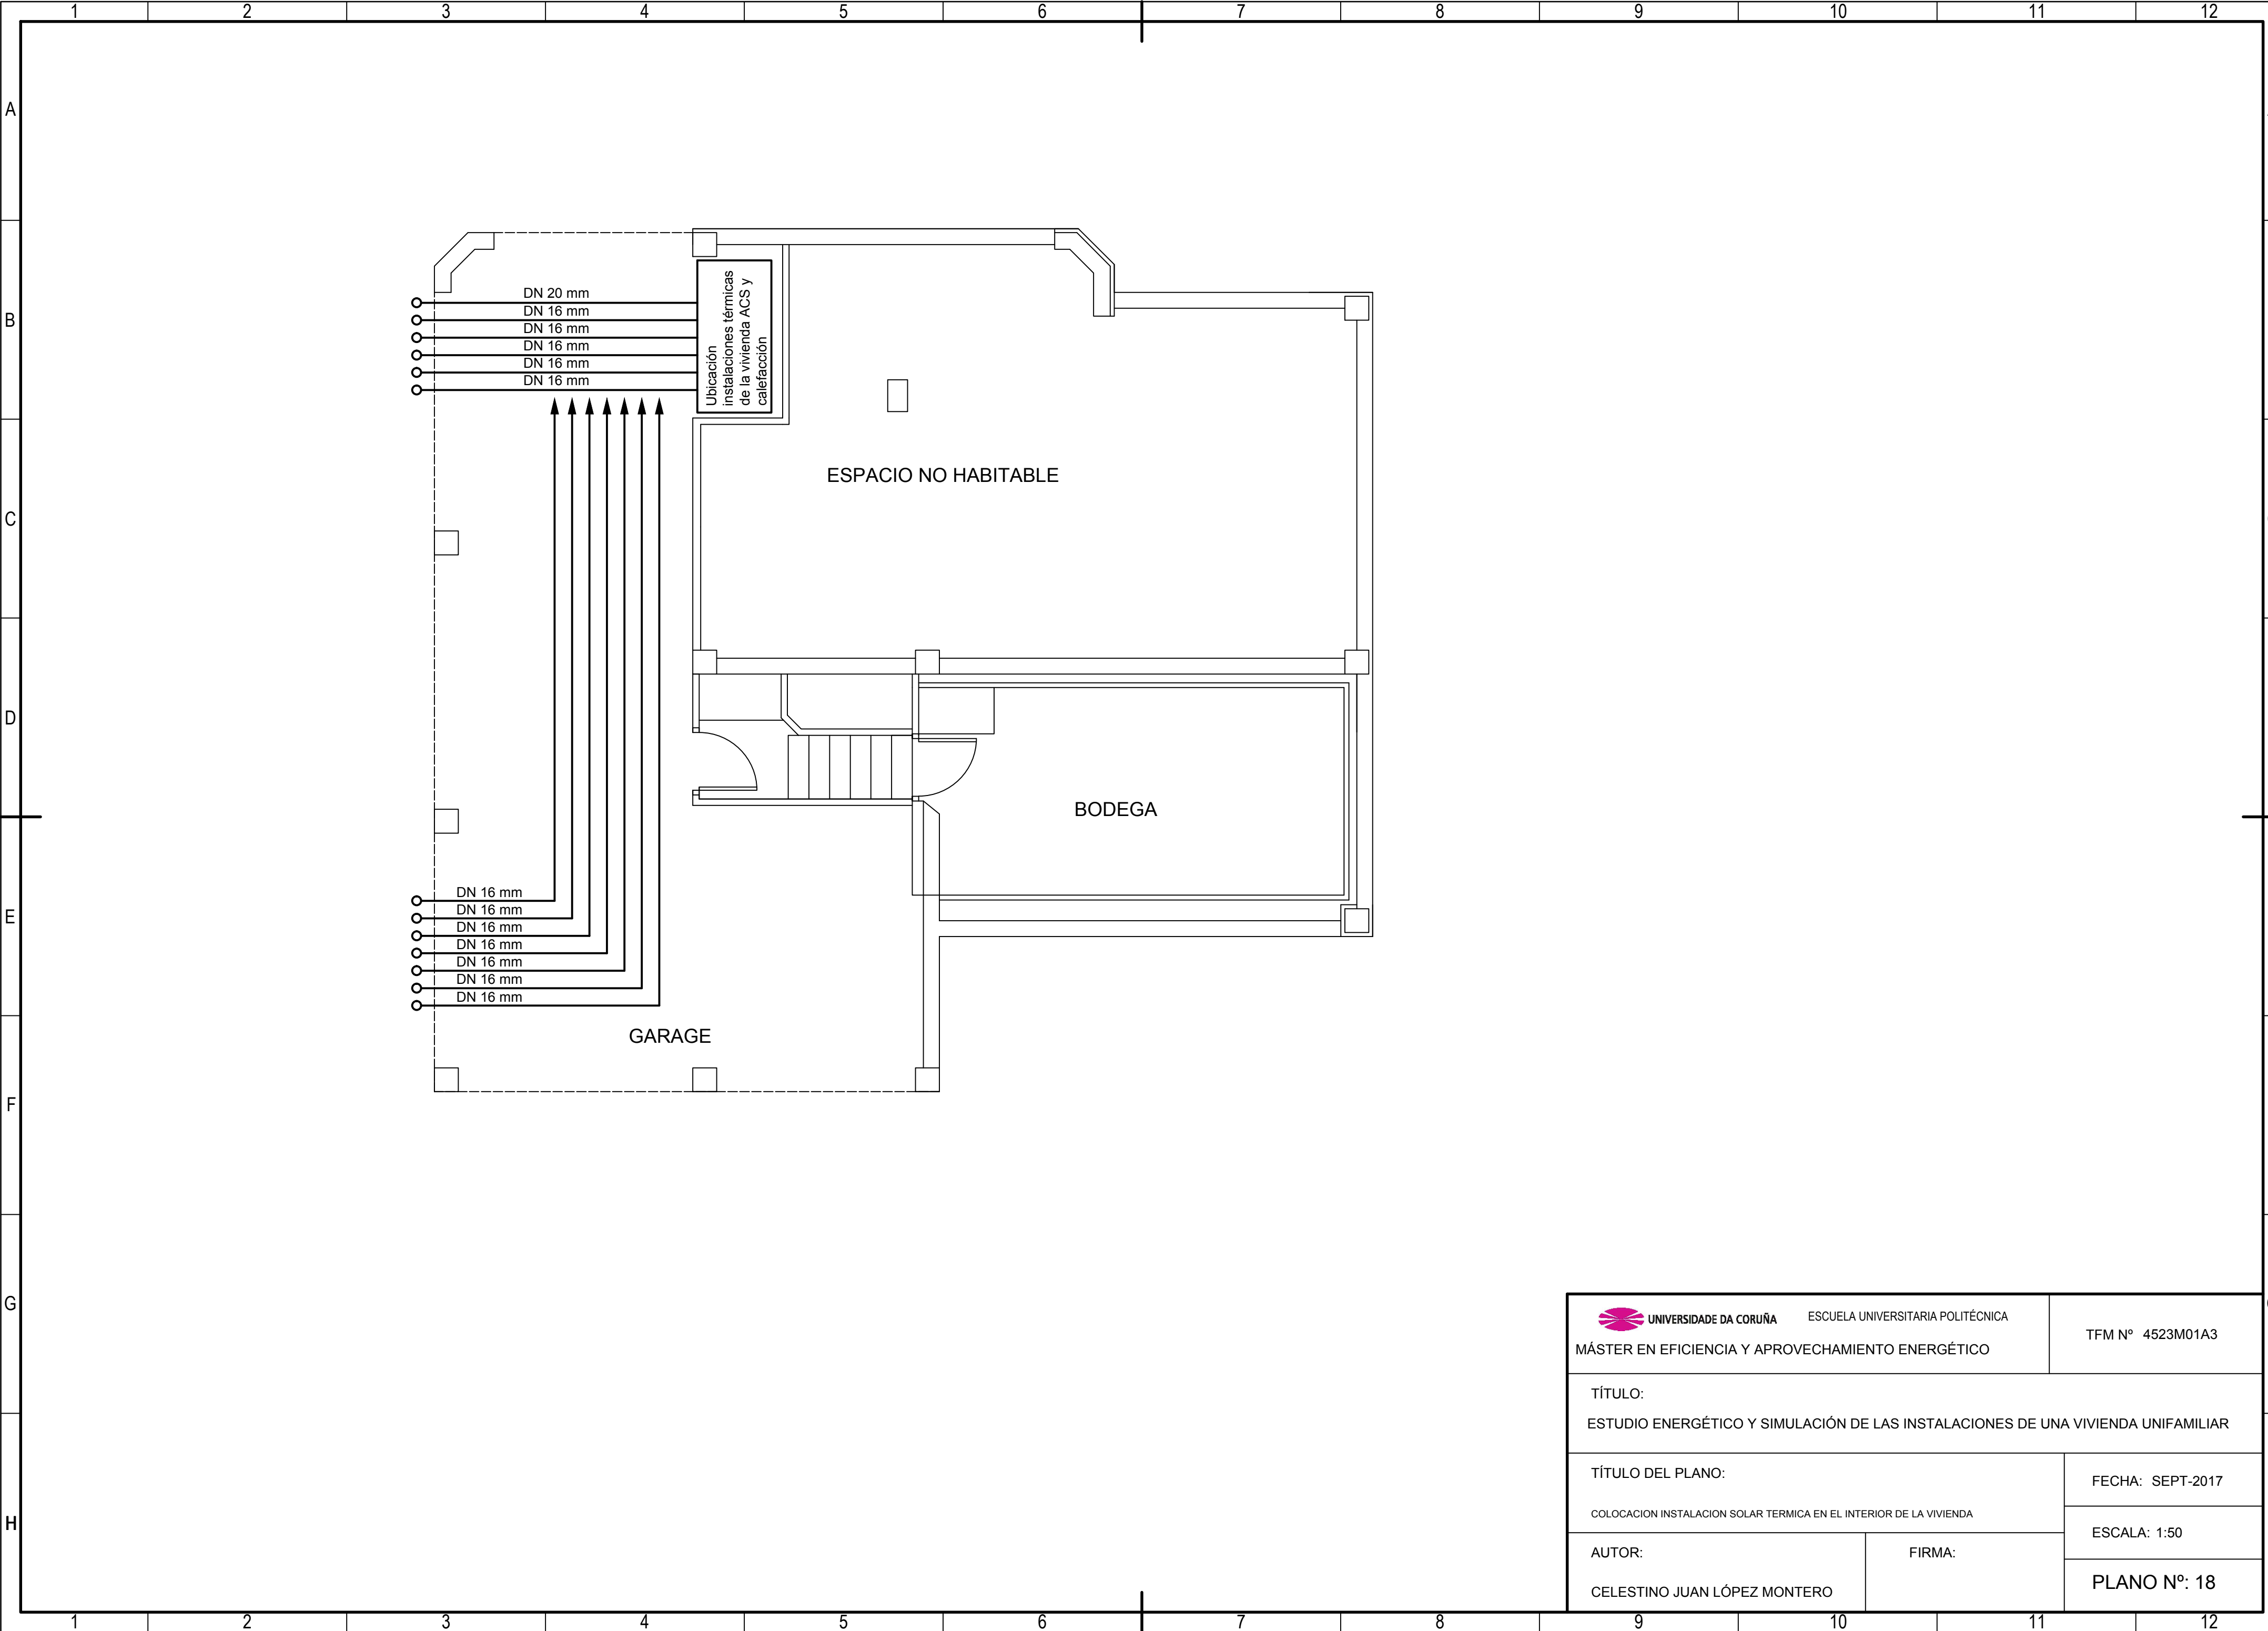 1 2 3 4 5 6 7 8 9 10 11 12
A
B
C
D
E
F
G
H
DN 20 mm
DN 16 mm
DN 16 mm
DN 16 mm
DN 16 mm
DN 16 mm
Ubicación
instalaciones térmicas
de la vivienda ACS y
calefacción
ESPACIO NO HABITABLE
BODEGA
DN 16 mm
DN 16 mm
DN 16 mm
DN 16 mm
DN 16 mm
DN 16 mm
DN 16 mm
GARAGE
UNIVERSIDADE DA CORUÑA ESCUELA UNIVERSITARIA POLITÉCNICA
MÁSTER EN EFICIENCIA Y APROVECHAMIENTO ENERGÉTICO
TFM Nº 4523M01A3
TÍTULO:
ESTUDIO ENERGÉTICO Y SIMULACIÓN DE LAS INSTALACIONES DE UNA VIVIENDA UNIFAMILIAR
TÍTULO DEL PLANO:
COLOCACION INSTALACION SOLAR TERMICA EN EL INTERIOR DE LA VIVIENDA
FECHA: SEPT-2017
ESCALA: 1:50
AUTOR:
CELESTINO JUAN LÓPEZ MONTERO
FIRMA:
PLANO Nº: 18
1 2 3 4 5 6 7 8 9 10 11 12